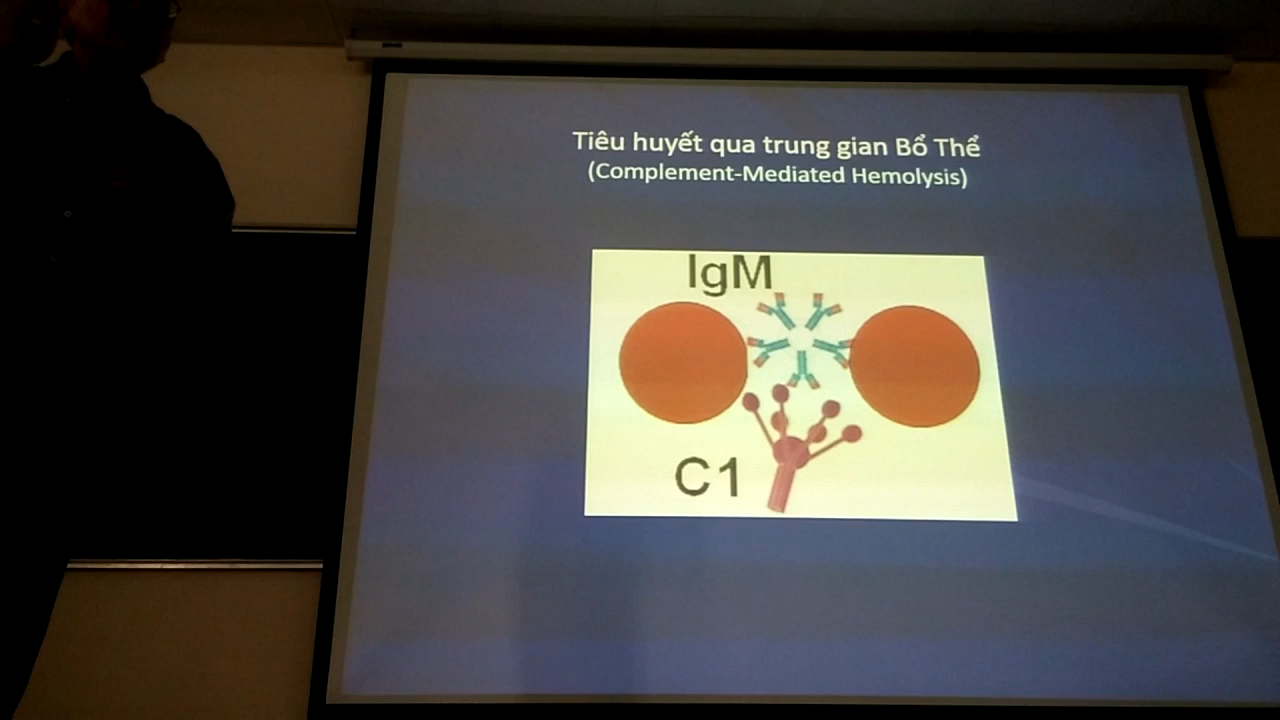 Tiêu huyết qua trung gian Bổ Thể
(Complement-Mediated Hemolysis)
IgM
C1